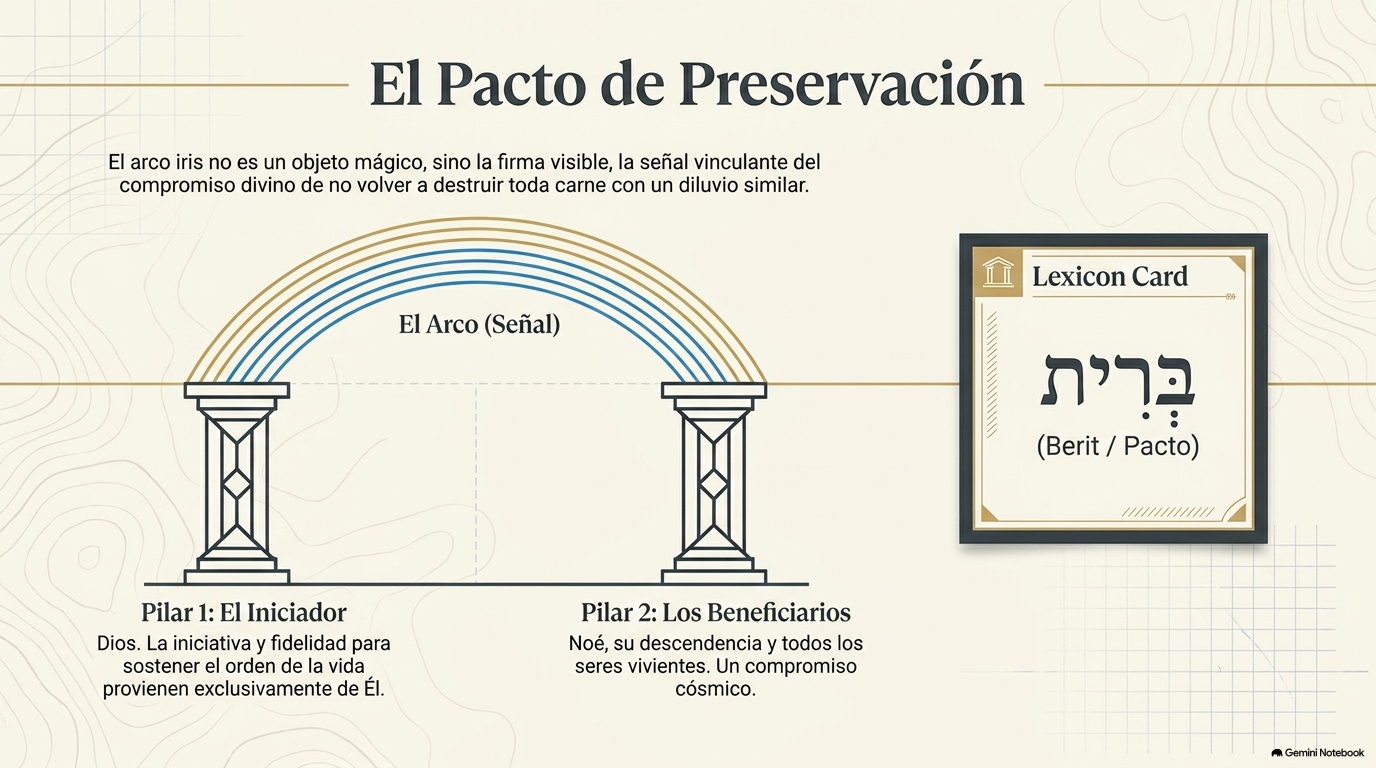 El Pacto de Preservación
El arco iris no es un objeto mágico, sino la firma visible, la señal vinculante del
compromiso divino de no volver a destruir toda carne con un diluvio similar.
El Arco (Señal)
Pilar 1: El Iniciador
Dios. La iniciativa y fidelidad para
sostener el orden de la vida
provienen exclusivamente de Él.
Pilar 2: Los Beneficiarios
Noé, su descendencia y todos los
seres vivientes. Un compromiso
cósmico.
Lexicon Card
בְּרִית
(Berit / Pacto)
Gemini Notebook